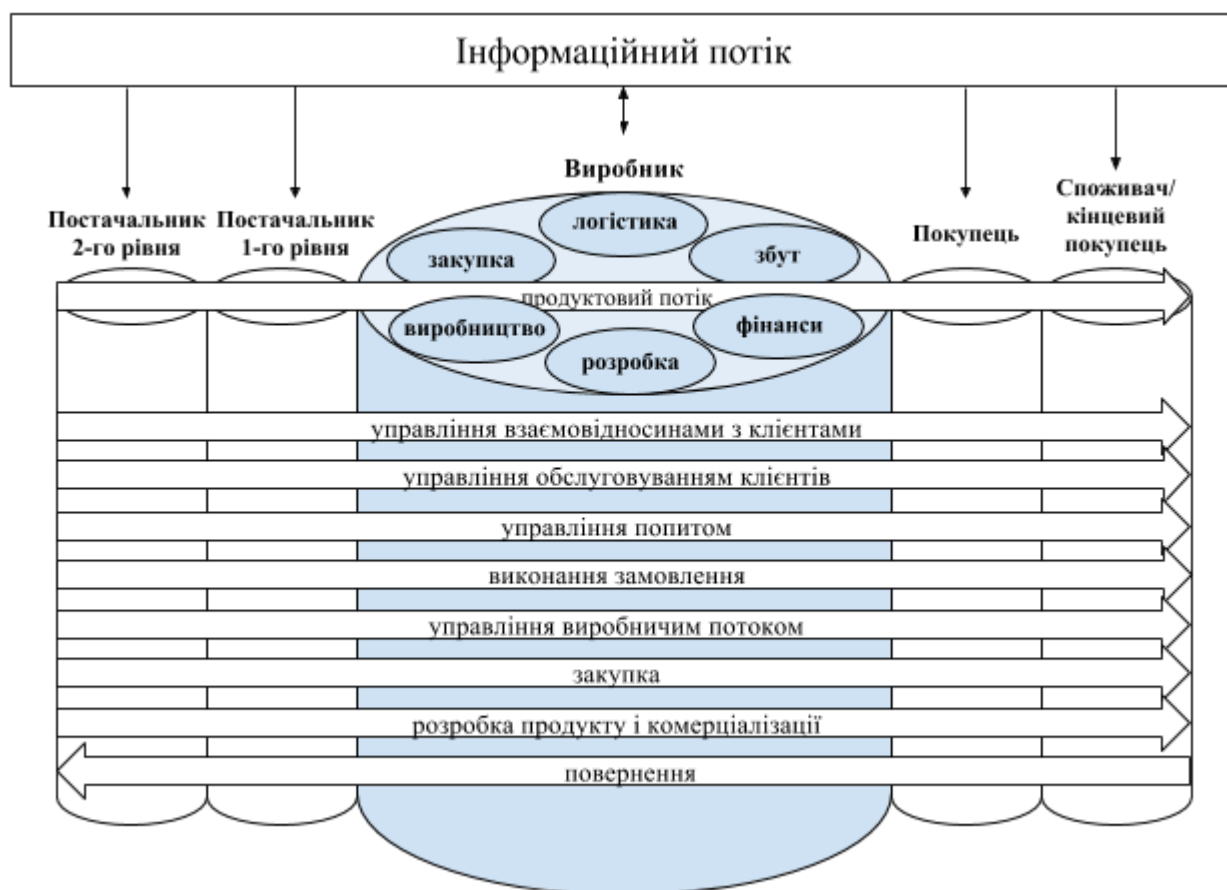 Інформаційний потік
Виробник
Постачальник
2-го рівня
Постачальник
1-го рівня
логістика
закупка
збут
Покупець
Споживач/
кінцевий
покупець
продуктовий потік
виробництво
фінанси
розробка
управління взаємовідносинами з клієнтами
управління обслуговуванням клієнтів
управління попитом
виконання замовлення
управління виробничим потоком
закупка
розробка продукту і комерціалізації
повернення